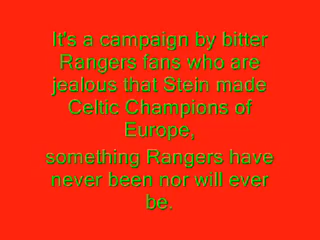 It's a campaign by bitter
Rangers fans who are
jealous that Stein made
Celtic Champions of
Europe,
something Rangers have
never been nor will ever
be.